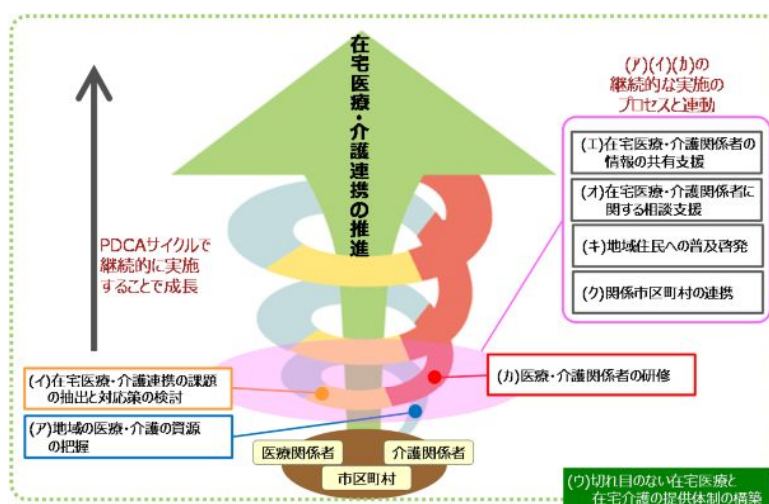 在宅医療・介護連携の推進
(ｱ)(ｲ)(ｶ)の
継続的な実施の
プロセスと連動
(エ)在宅医療・介護関係者の
情報の共有支援
(オ)在宅医療・介護関係者に
関する相談支援
(キ)地域住民への普及啓発
(ク)関係市区町村の連携
PDCAサイクルで
継続的に実施
することで成長
(イ)在宅医療・介護連携の課題
の抽出と対応策の検討
(カ)医療・介護関係者の研修
(ア)地域の医療・介護の資源
の把握
医療関係者
介護関係者
市区町村
(ウ)切れ目のない在宅医療と
在宅介護の提供体制の構築